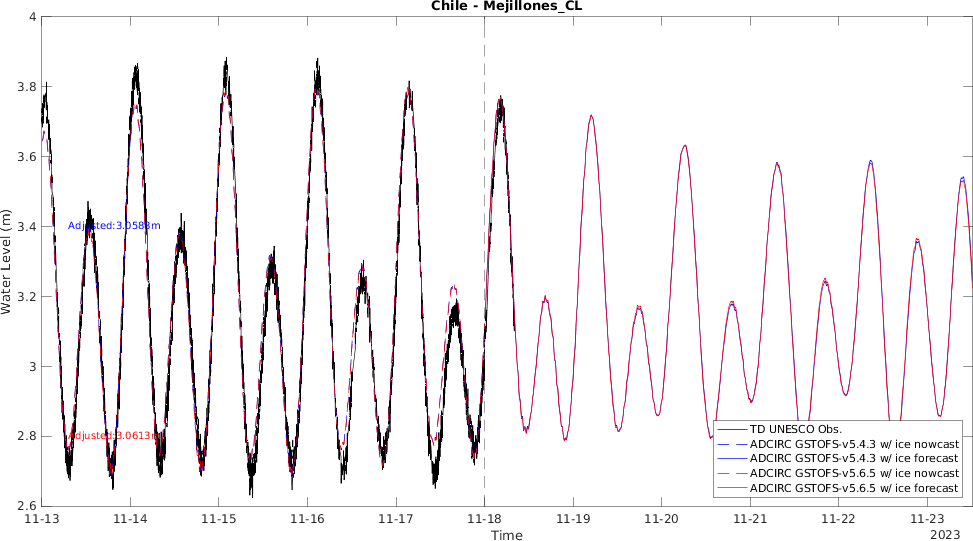 Chile - Mejillones_CL
4
3.8
3.6
3.4
3.2
3
2.8
2.6
Water Level (m)
Adjusted:3.0588m
Adjusted:3.0613m
TD UNESCO Obs.
ADCIRC GSTOFS-v5.4.3 w/ ice nowcast
ADCIRC GSTOFS-v5.4.3 w/ ice forecast
ADCIRC GSTOFS-v5.6.5 w/ ice nowcast
ADCIRC GSTOFS-v5.6.5 w/ ice forecast
11-13 11-14 11-15 11-16 11-17 11-18 11-19 11-20 11-21 11-22 11-23
Time
2023